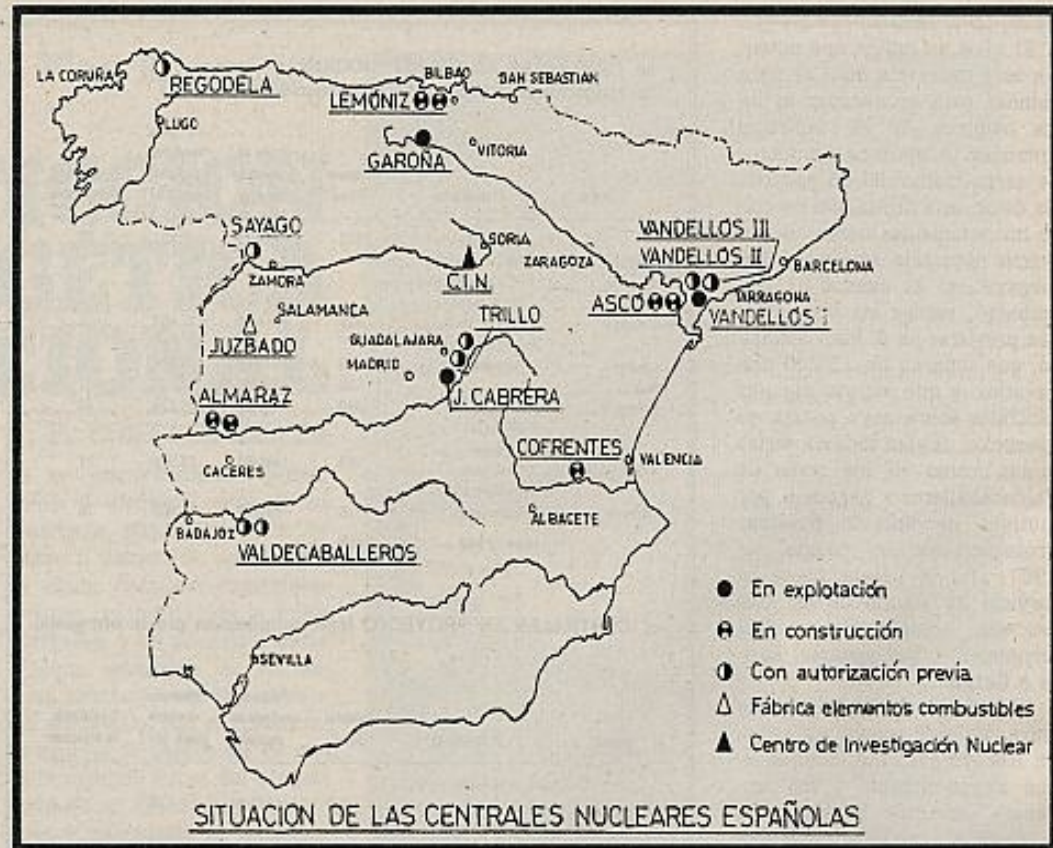 LA CORUÑA
REGODELA
LUGO
BILBAO
SAN SEBASTIAN
LEMONIZ
VITORIA
GAROÑA
SAYAGO
ZAMORA
SORIA
C.I.N.
ZARAGOZA
VANDELLOS III
VANDELLOS II
BARCELONA
ASCO
TARRAGONA
VANDELLOS I
SALAMANCA
JUZBADO
TRILLO
GUADALAJARA
MADRID
J. CABRERA
ALMARAZ
CACERES
COFRENTES
VALENCIA
ALBACETE
BADAJOZ
VALDECABALLEROS
SEVILLA
En explotación
En construcción
Con autorización previa
Fábrica elementos combustibles
Centro de Investigación Nuclear
SITUACION DE LAS CENTRALES NUCLEARES ESPAÑOLAS